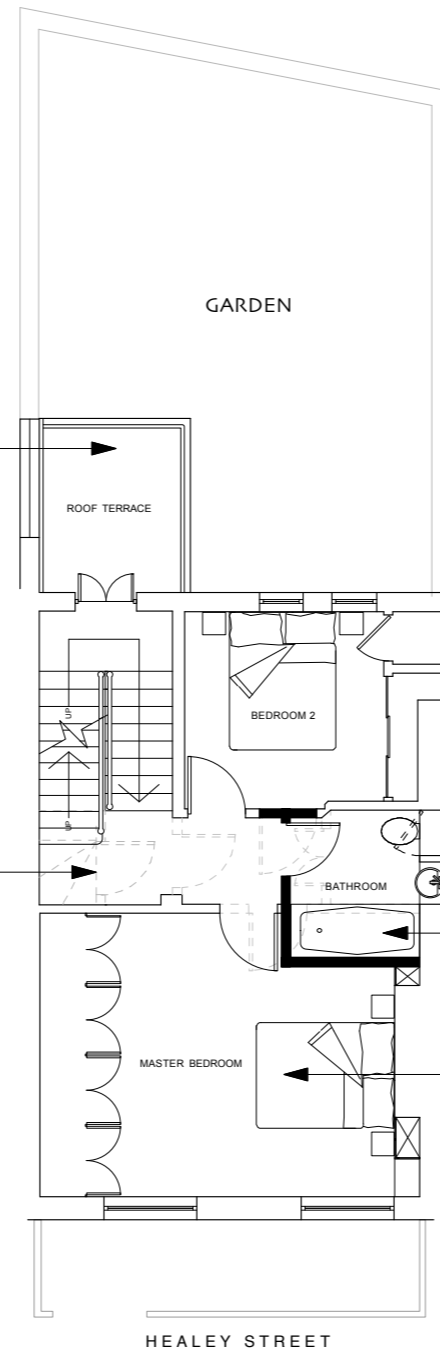 GARDEN
ROOF TERRACE
UP
BEDROOM 2
UP
BATHROOM
MASTER BEDROOM
HEALEY STREET